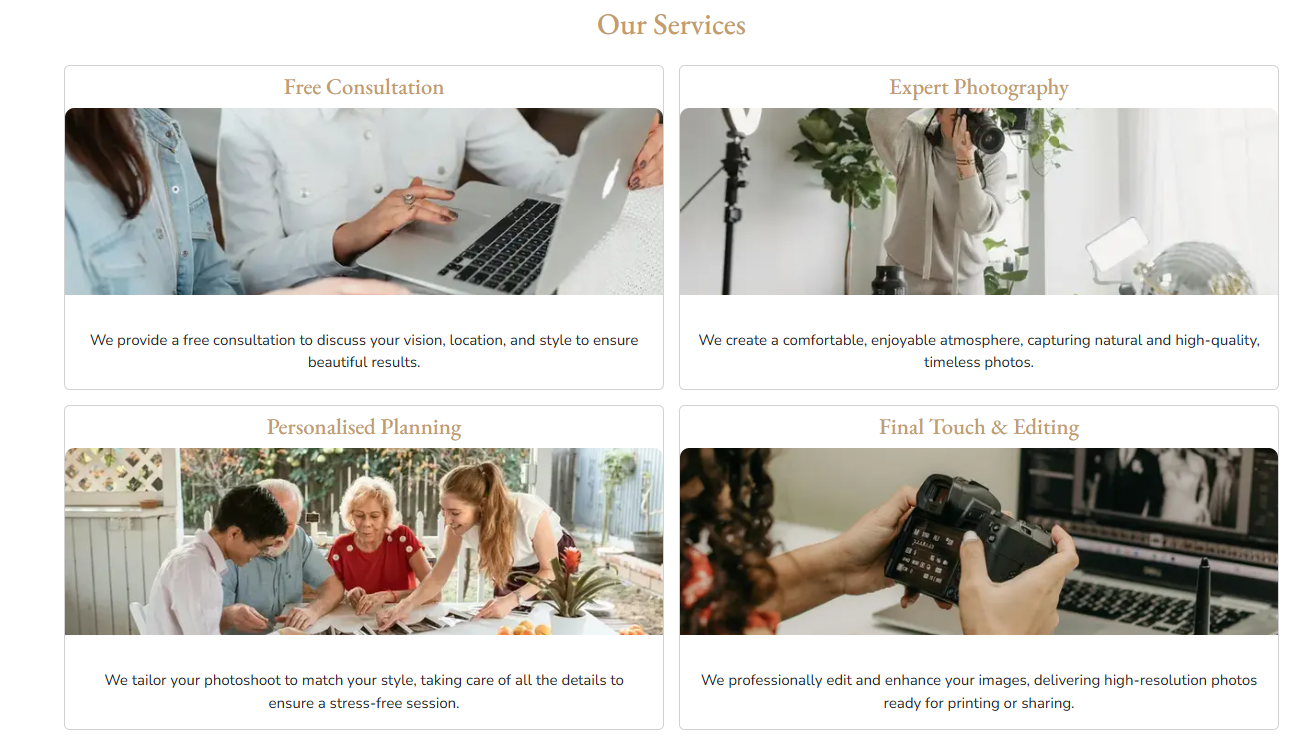 Our Services
Free Consultation
Expert Photography
We provide a free consultation to discuss your vision, location, and style to ensure
beautiful results.
We create a comfortable, enjoyable atmosphere, capturing natural and high-quality,
timeless photos.
Personalised Planning
Final Touch & Editing
We tailor your photoshoot to match your style, taking care of all the details to
ensure a stress-free session.
We professionally edit and enhance your images, delivering high-resolution photos
ready for printing or sharing.